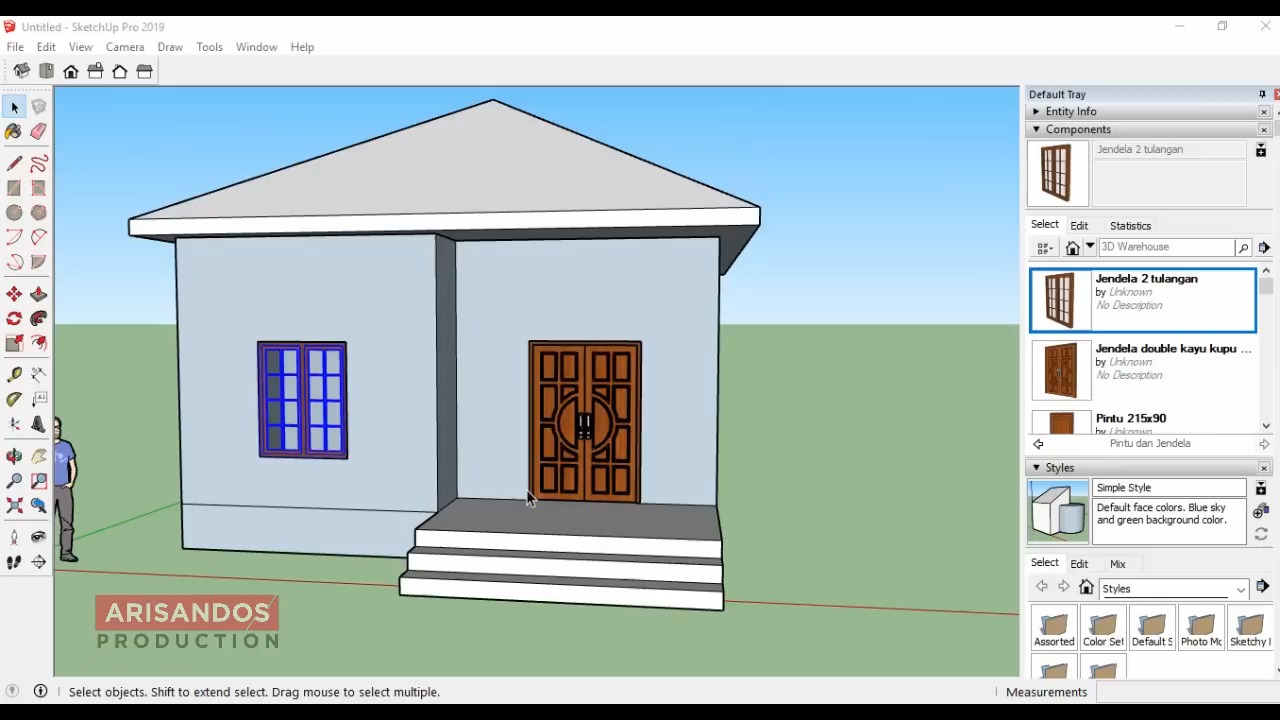 Untitled - SketchUp Pro 2019
File Edit View Camera Draw Tools Window Help
Default Tray
Entity Info
Components
Jendela 2 tulangan
Select Edit Statistics
3D Warehouse
Jendela 2 tulangan
by Unknown
No Description
Jendela double kayu kupu ...
by Unknown
No Description
Pintu 215x90
Pintu dan Jendela
Styles
Simple Style
Default face colors. Blue sky
and green background color.
Select Edit Mix
Styles
Assorted Color Set Default S Photo Mo Sketchy I
ARISANDOS
PRODUCTION
Select objects. Shift to extend select. Drag mouse to select multiple.
Measurements